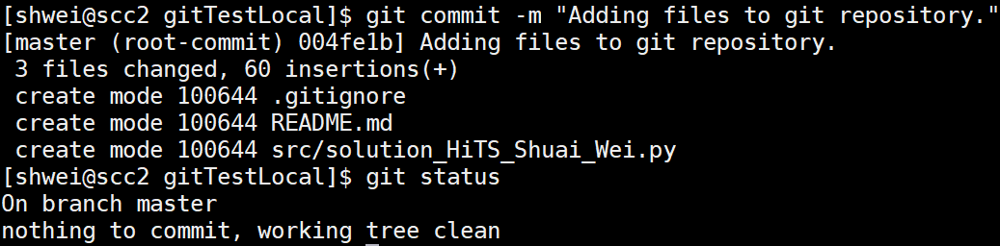 [shwei@scc2 gitTestLocal]$ git commit -m "Adding files to git repository."
[master (root-commit) 004fe1b] Adding files to git repository.
 3 files changed, 60 insertions(+)
 create mode 100644 .gitignore
 create mode 100644 README.md
 create mode 100644 src/solution_HiTS_Shuai_Wei.py
[shwei@scc2 gitTestLocal]$ git status
On branch master
nothing to commit, working tree clean